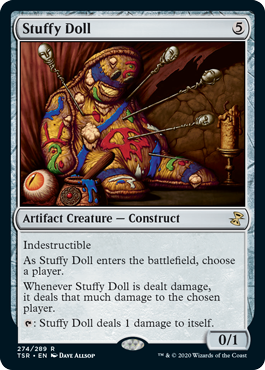 Stuffy Doll 5
Artifact Creature — Construct
Indestructible
As Stuffy Doll enters the battlefield, choose
a player.
Whenever Stuffy Doll is dealt damage,
it deals that much damage to the chosen
player.
: Stuffy Doll deals 1 damage to itself.
0/1
274/289 R
TSR • EN Dave Allsop ™ & © 2020 Wizards of the Coast